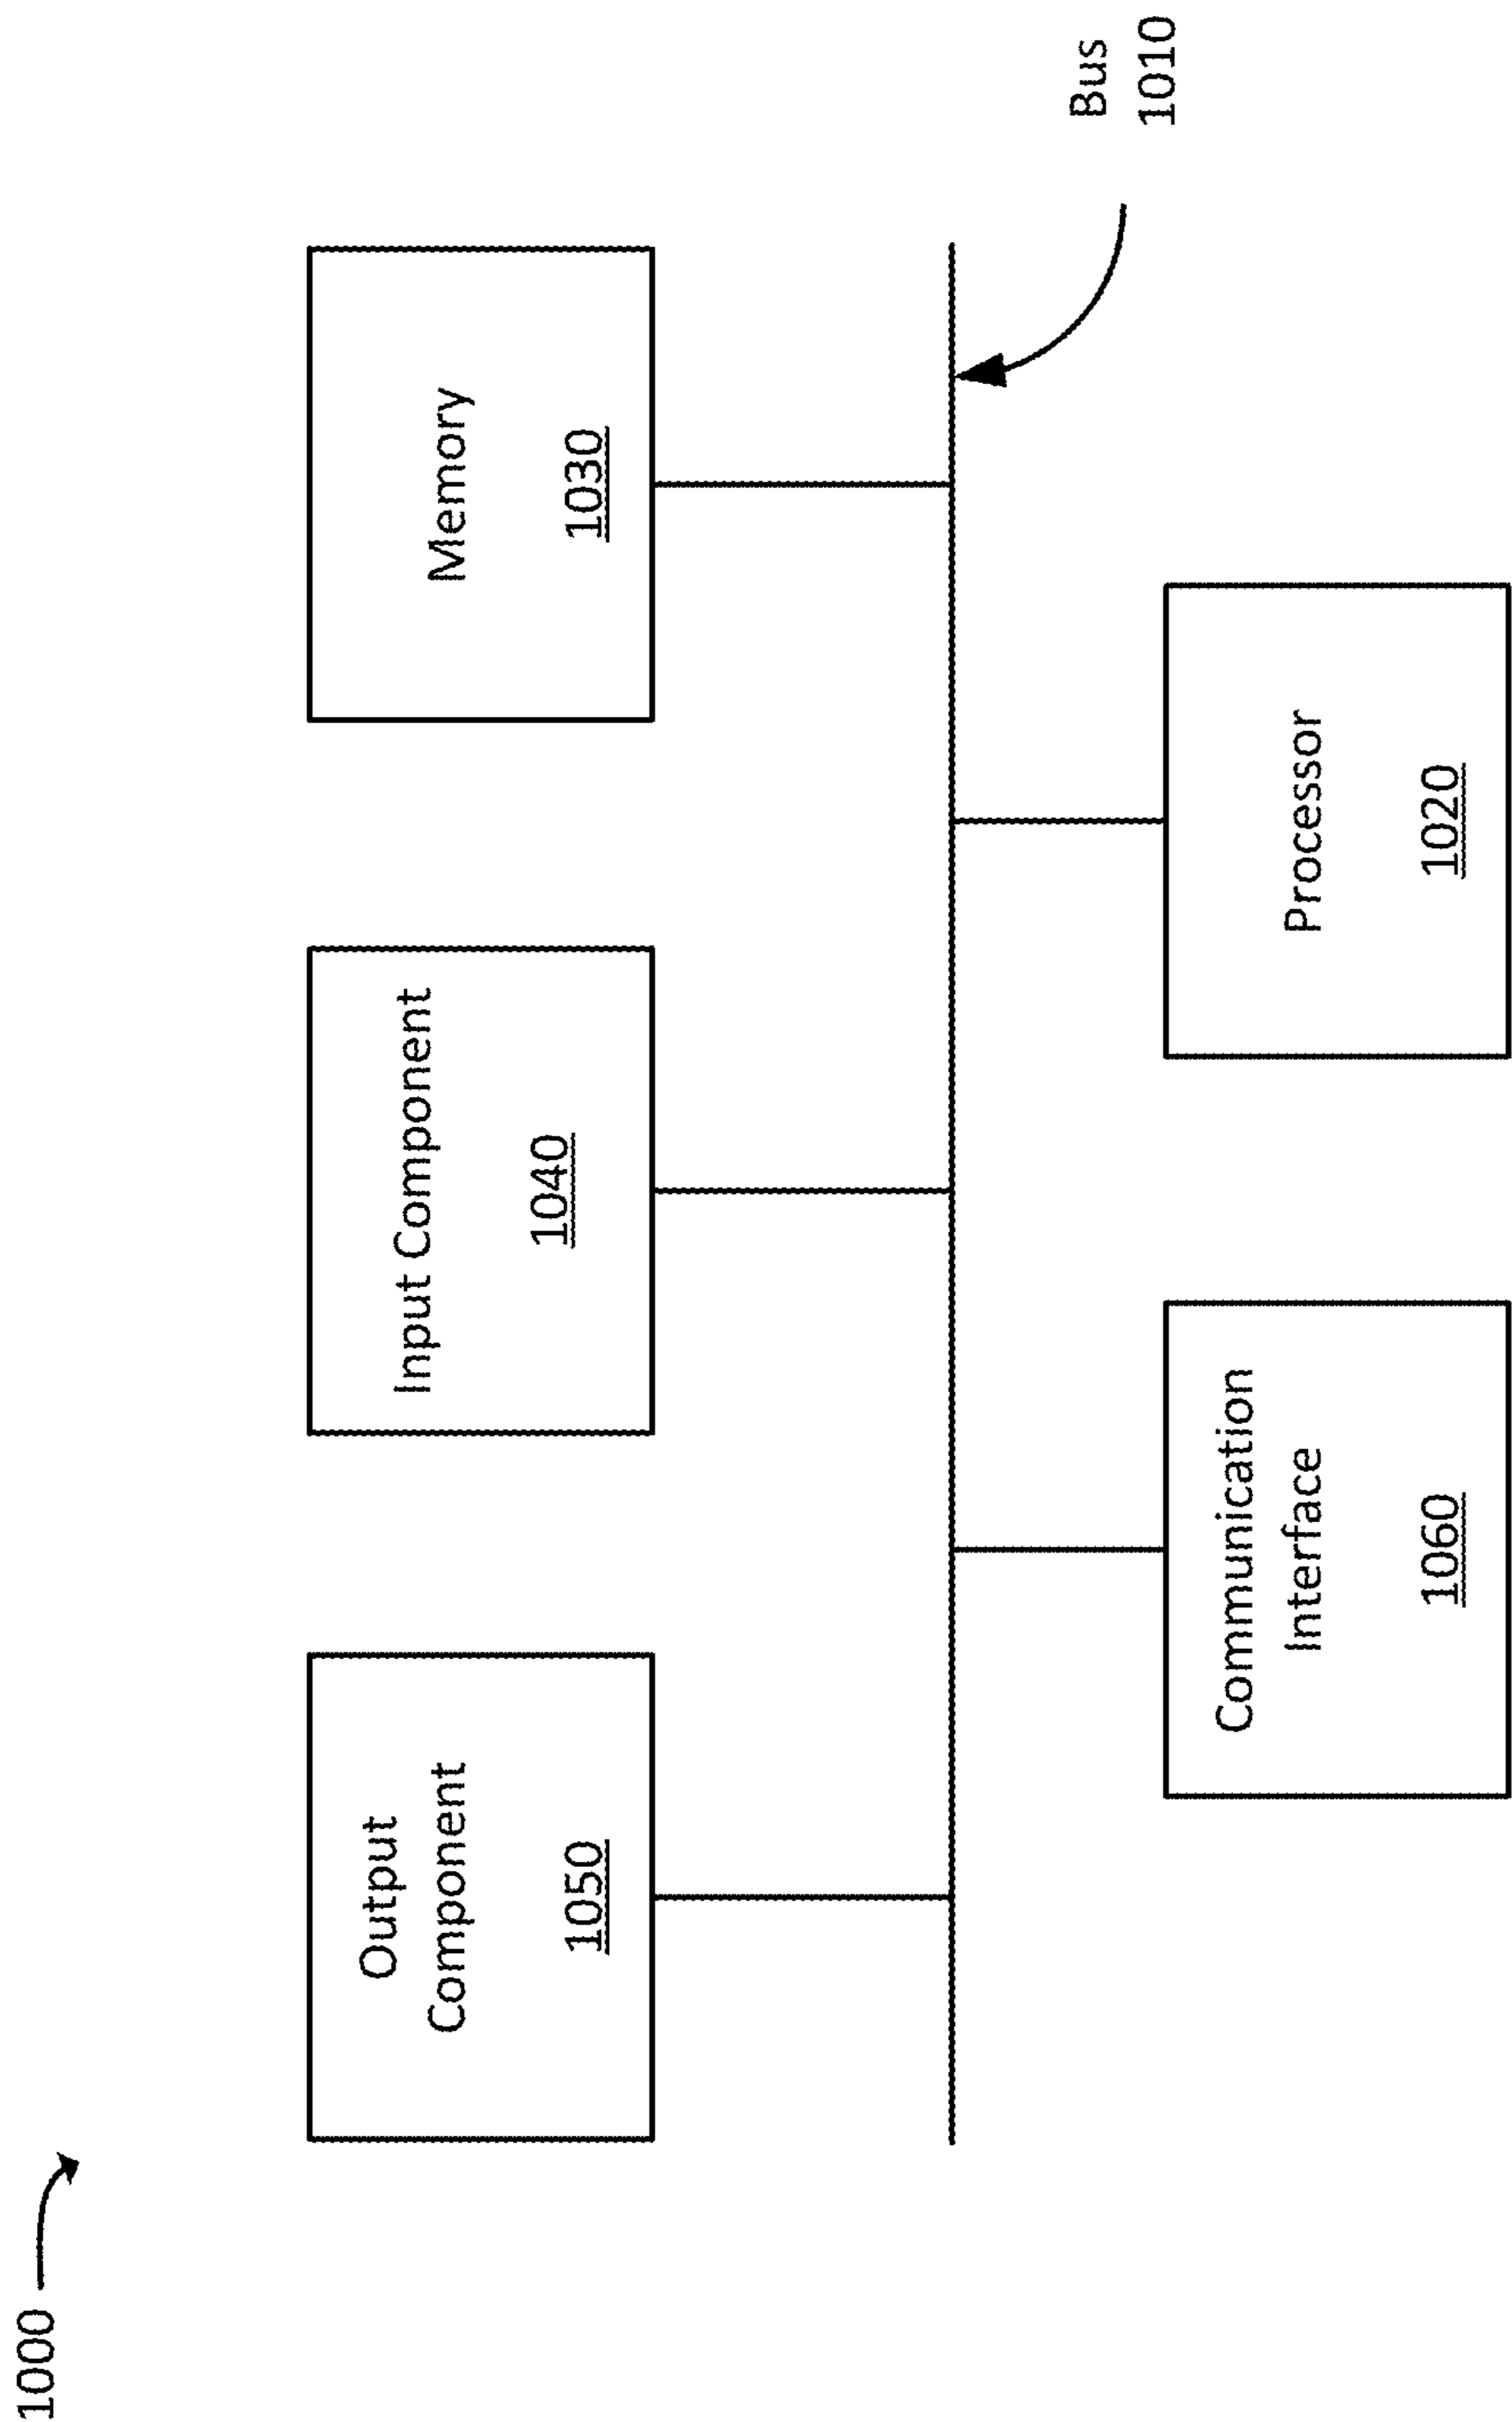 1000
Output
Component
1050
Input Component
1040
Memory
1030
Bus
1010
Communication
Interface
1060
Processor
1020